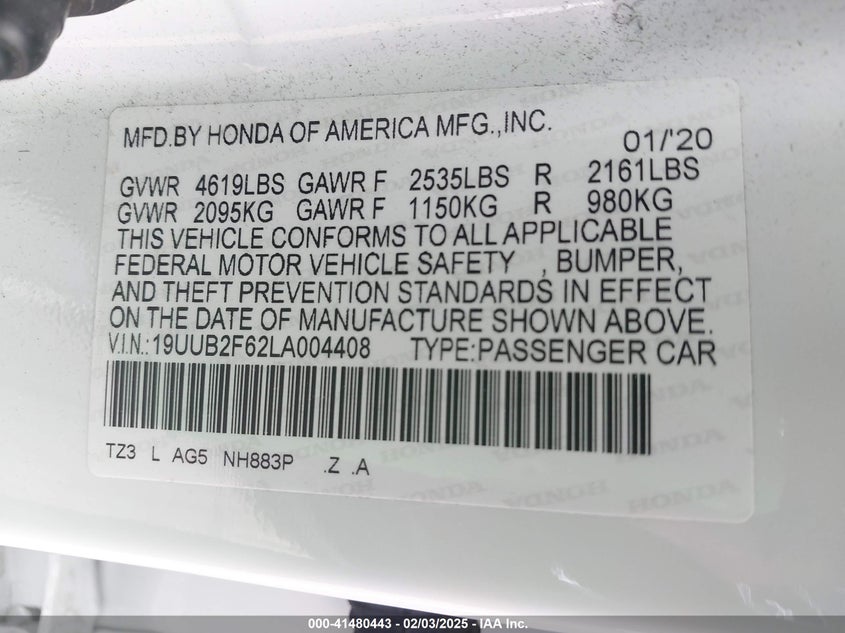 MFD.BY HONDA OF AMERICA MFG.,INC.
01/'20
GVWR 4619LBS GAWR F 2535LBS R 2161LBS
GVWR 2095KG GAWR F 1150KG R 980KG
THIS VEHICLE CONFORMS TO ALL APPLICABLE
FEDERAL MOTOR VEHICLE SAFETY , BUMPER,
AND THEFT PREVENTION STANDARDS IN EFFECT
ON THE DATE OF MANUFACTURE SHOWN ABOVE.
V.I.N.:19UUB2F62LA004408 TYPE:PASSENGER CAR
TZ3 L AG5 NH883P .Z .A
000-41480443 — 02/03/2025 — IAA Inc.